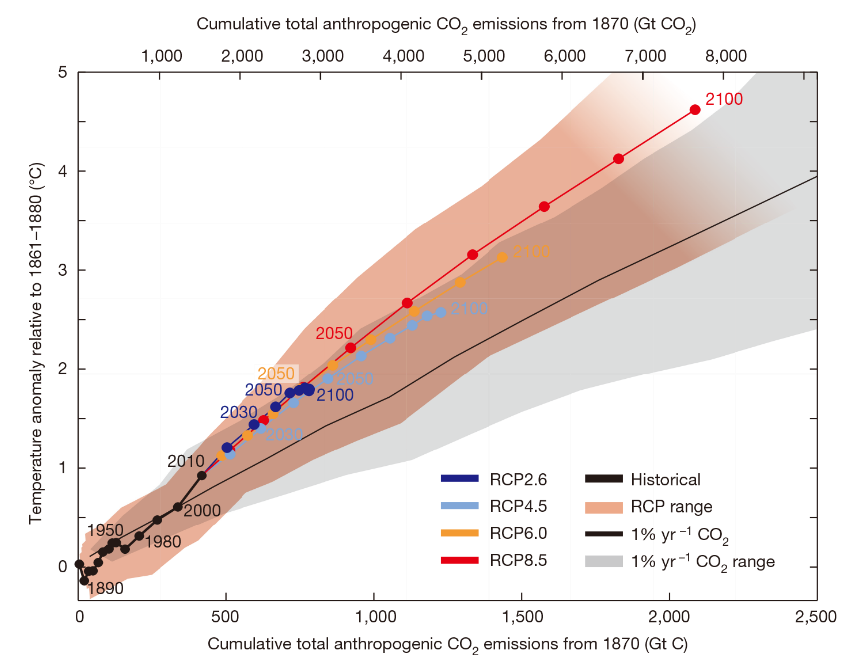 Cumulative total anthropogenic CO₂ emissions from 1870 (Gt CO₂)
1,000 2,000 3,000 4,000 5,000 6,000 7,000 8,000
Temperature anomaly relative to 1861–1880 (°C)
5
4
3
2
1
0
2100
2100
2100
2050
2050
2050
2050
2100
2030
2030
2010
2000
1950
1980
1890
RCP2.6
RCP4.5
RCP6.0
RCP8.5
Historical
RCP range
1% yr⁻¹ CO₂
1% yr⁻¹ CO₂ range
0 500 1,000 1,500 2,000 2,500
Cumulative total anthropogenic CO₂ emissions from 1870 (Gt C)